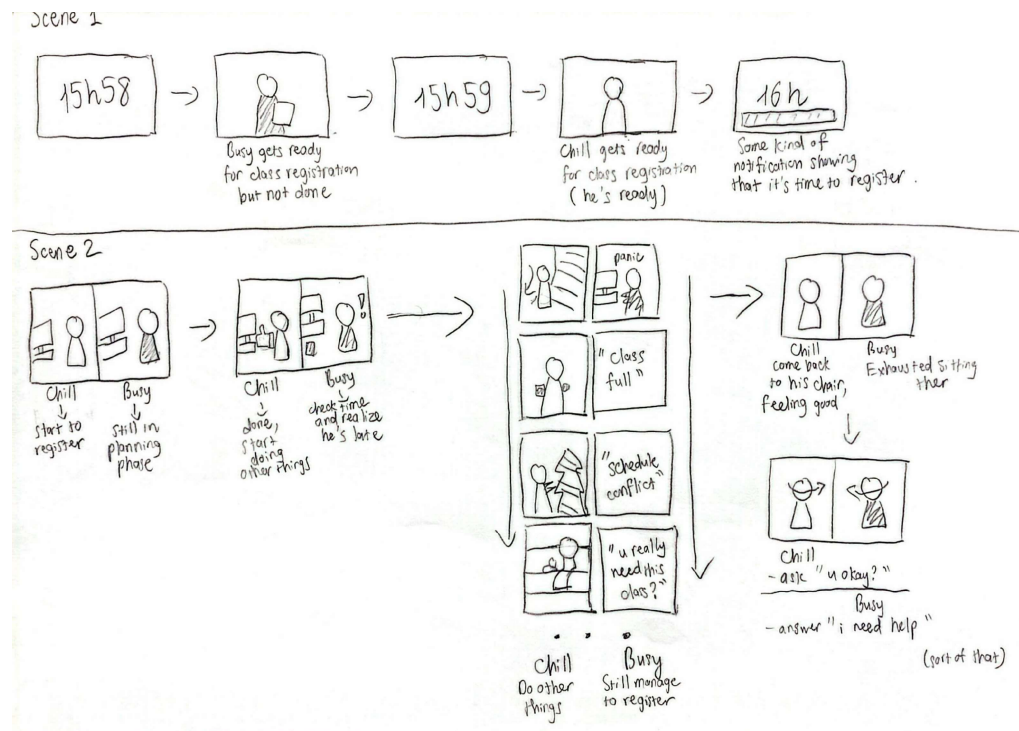 Scene 1
15h58
Busy gets ready
for class registration
but not done
15h59
Chill gets ready
for class registration
(he's ready)
16h
Some kind of
notification showing
that it's time to register.
Scene 2
Chill
start to
register
Busy
Still in
planning
phase
Chill
done,
start
doing
other things
Busy
check time
and realize
he's late
panic
"class
full"
"schedule
conflict"
"u really
need this
class?"
...
Chill
Do other
things
Busy
Still manage
to register
Chill
come back
to his chair,
feeling good
Busy
Exhausted sitting
ther
Chill
- ask "u okay?"
Busy
- answer "i need help"
(sort of that)